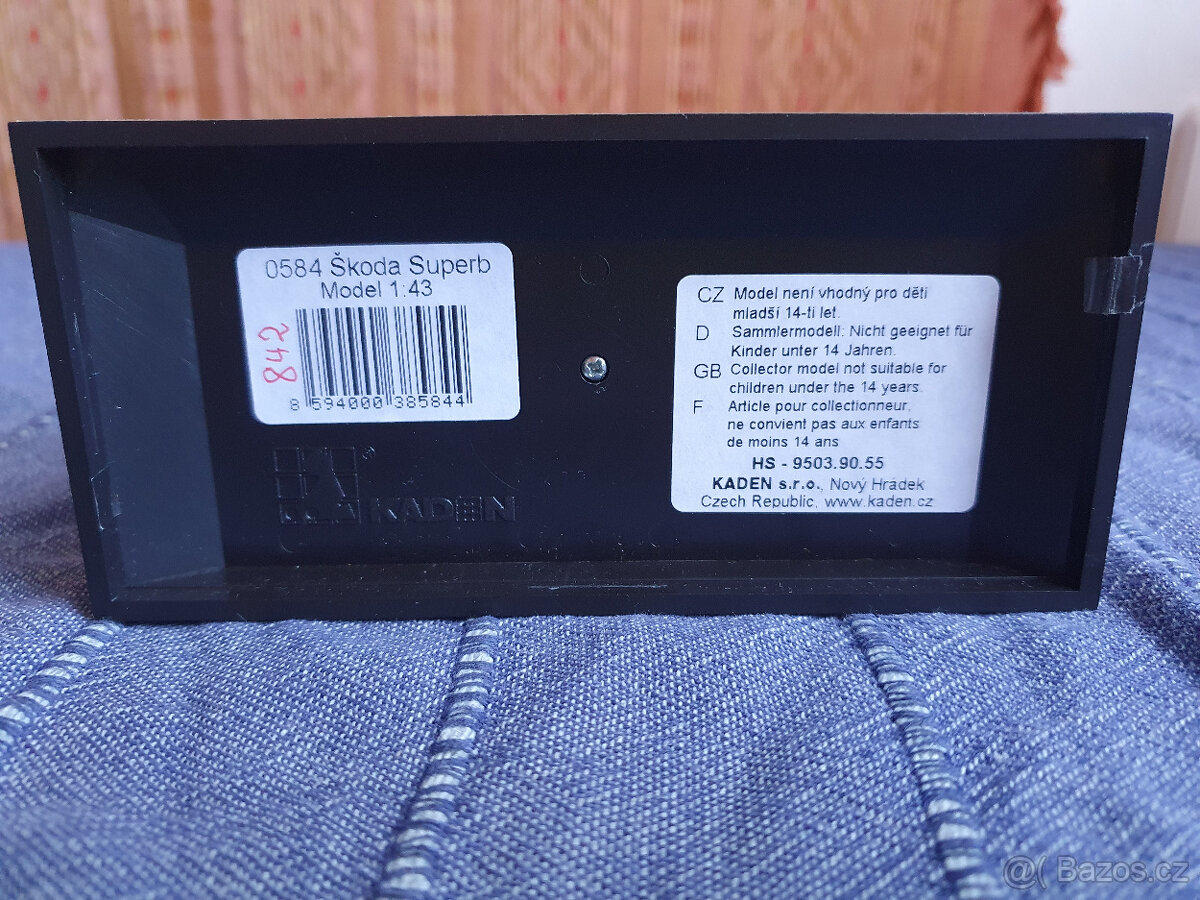 0584 Škoda Superb
Model 1:43
842
8 594000 385844
KADEN
CZ Model není vhodný pro děti
mladší 14-ti let.
D Sammlermodell: Nicht geeignet für
Kinder unter 14 Jahren.
GB Collector model not suitable for
children under the 14 years.
F Article pour collectionneur,
ne convient pas aux enfants
de moins 14 ans
HS - 9503.90.55
KADEN s.r.o., Nový Hrádek
Czech Republic, www.kaden.cz
@( Bazos.cz